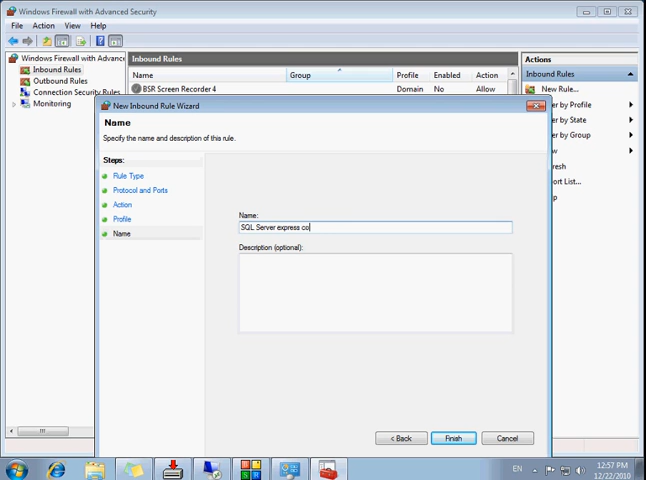 Windows Firewall with Advanced Security
File Action View Help
Windows Firewall with Advanc
Inbound Rules
Outbound Rules
Connection Security Rules
Monitoring
Inbound Rules
Name Group Profile Enabled Action
BSR Screen Recorder 4 Domain No Allow
Actions
Inbound Rules
New Rule...
er by Profile
er by State
er by Group
w
resh
ort List...
p
New Inbound Rule Wizard
Name
Specify the name and description of this rule.
Steps:
Rule Type
Protocol and Ports
Action
Profile
Name
Name:
SQL Server express co
Description (optional):
< Back Finish Cancel
EN
12:57 PM
12/22/2010